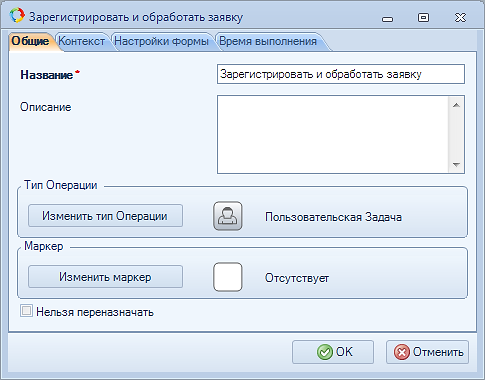 Зарегистрировать и обработать заявку
Общие Контекст Настройки формы Время выполнения
Название* Зарегистрировать и обработать заявку
Описание
Тип Операции
Изменить тип Операции Пользовательская Задача
Маркер
Изменить маркер Отсутствует
Нельзя переназначать
OK Отменить